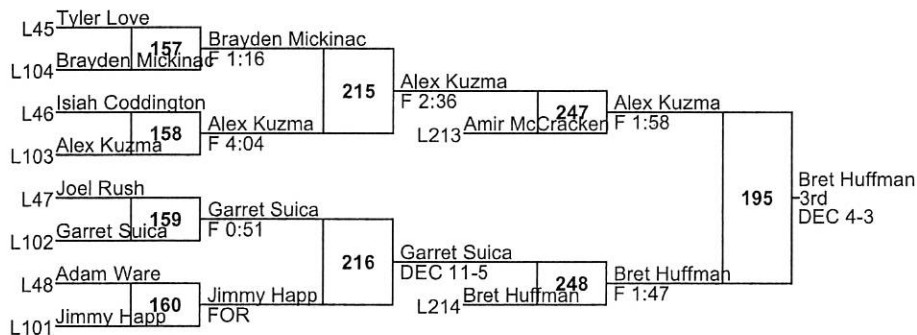 L45 Tyler Love
157 Brayden Mickinac
F 1:16
L104 Brayden Mickinac
215 Alex Kuzma
F 2:36
L46 Isiah Coddington
158 Alex Kuzma
F 4:04
L103 Alex Kuzma
247 Alex Kuzma
F 1:58
L213 Amir McCracken
195 Bret Huffman
3rd
DEC 4-3
L47 Joel Rush
159 Garret Suica
F 0:51
L102 Garret Suica
216 Garret Suica
DEC 11-5
L48 Adam Ware
160 Jimmy Happ
FOR
L101 Jimmy Happ
248 Bret Huffman
F 1:47
L214 Bret Huffman